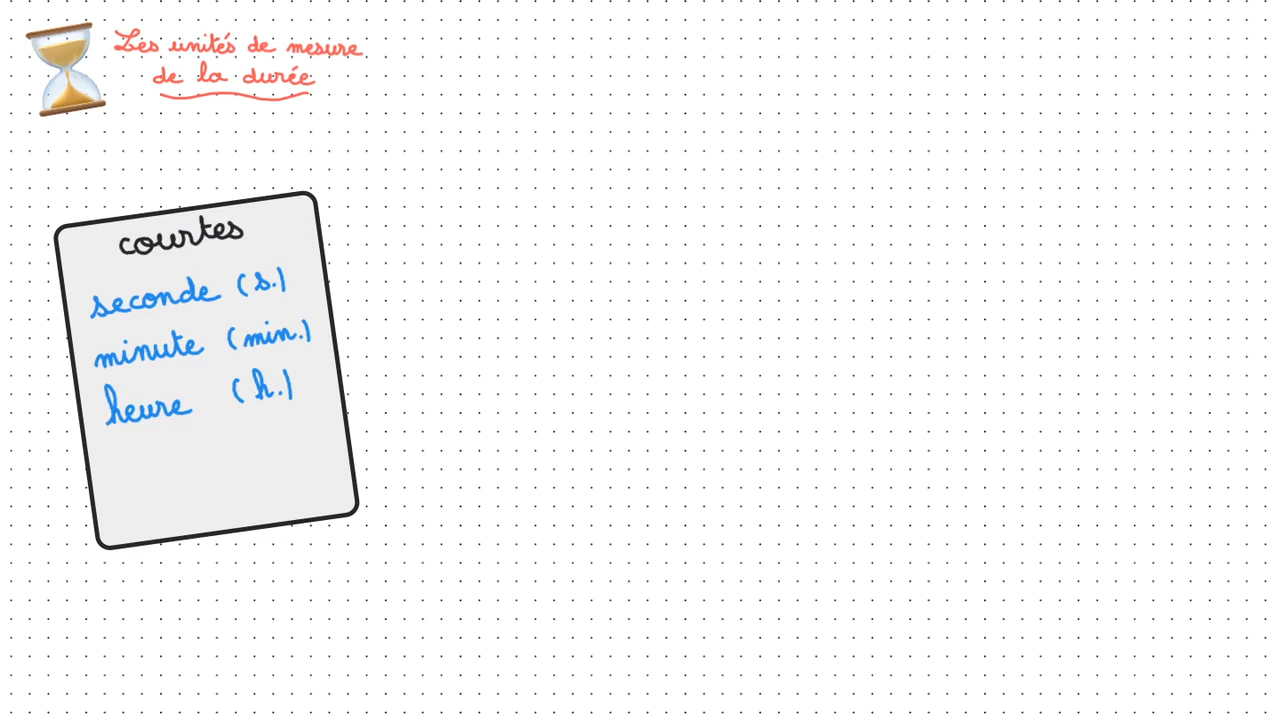 Les unités de mesure
de la durée
courtes
seconde (s.)
minute (min.)
heure (h.)